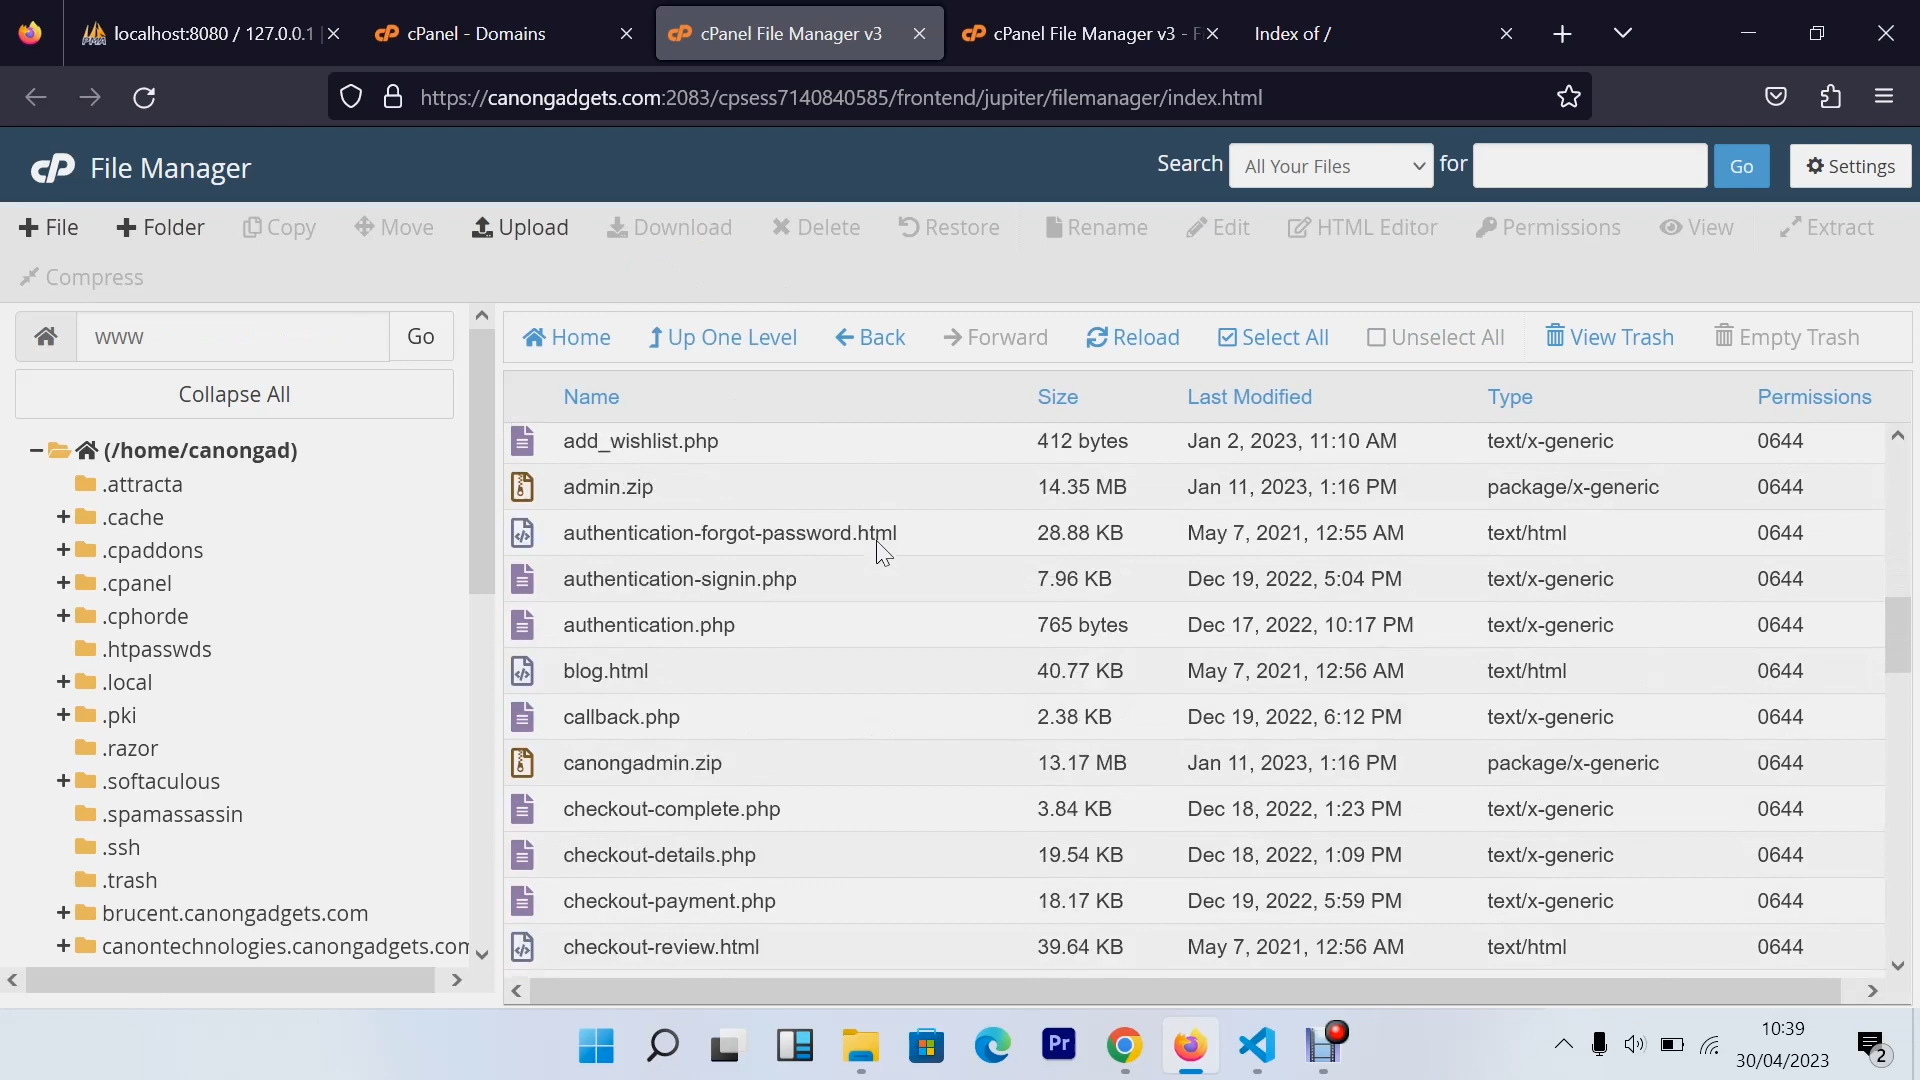 localhost:8080 / 127.0.0.1
cPanel - Domains
cPanel File Manager v3
cPanel File Manager v3 - F
Index of /
https://canongadgets.com:2083/cpsess7140840585/frontend/jupiter/filemanager/index.html
cP File Manager
Search All Your Files for Go Settings
File Folder Copy Move Upload Download Delete Restore Rename Edit HTML Editor Permissions View Extract
Compress
www Go
Collapse All
(/home/canongad)
.attracta
.cache
.cpaddons
.cpanel
.cphorde
.htpasswds
.local
.pki
.razor
.softaculous
.spamassassin
.ssh
.trash
brucent.canongadgets.com
canontechnologies.canongadgets.com
Home Up One Level Back Forward Reload Select All Unselect All View Trash Empty Trash
Name Size Last Modified Type Permissions
add_wishlist.php 412 bytes Jan 2, 2023, 11:10 AM text/x-generic 0644
admin.zip 14.35 MB Jan 11, 2023, 1:16 PM package/x-generic 0644
authentication-forgot-password.html 28.88 KB May 7, 2021, 12:55 AM text/html 0644
authentication-signin.php 7.96 KB Dec 19, 2022, 5:04 PM text/x-generic 0644
authentication.php 765 bytes Dec 17, 2022, 10:17 PM text/x-generic 0644
blog.html 40.77 KB May 7, 2021, 12:56 AM text/html 0644
callback.php 2.38 KB Dec 19, 2022, 6:12 PM text/x-generic 0644
canongadmin.zip 13.17 MB Jan 11, 2023, 1:16 PM package/x-generic 0644
checkout-complete.php 3.84 KB Dec 18, 2022, 1:23 PM text/x-generic 0644
checkout-details.php 19.54 KB Dec 18, 2022, 1:09 PM text/x-generic 0644
checkout-payment.php 18.17 KB Dec 19, 2022, 5:59 PM text/x-generic 0644
checkout-review.html 39.64 KB May 7, 2021, 12:56 AM text/html 0644
Pr
10:39
30/04/2023
2